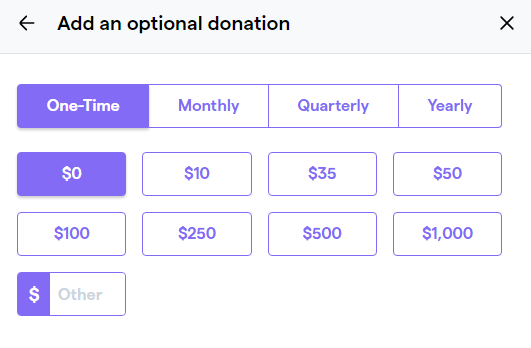 Add an optional donation
One-Time Monthly Quarterly Yearly
$0 $10 $35 $50
$100 $250 $500 $1,000
$ Other